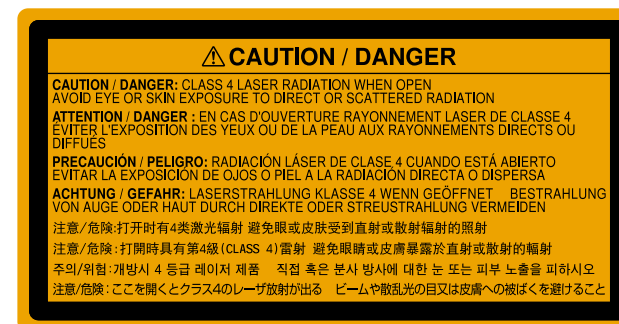 ⚠ CAUTION / DANGER
CAUTION / DANGER: CLASS 4 LASER RADIATION WHEN OPEN
AVOID EYE OR SKIN EXPOSURE TO DIRECT OR SCATTERED RADIATION
ATTENTION / DANGER : EN CAS D'OUVERTURE RAYONNEMENT LASER DE CLASSE 4
ÉVITER L'EXPOSITION DES YEUX OU DE LA PEAU AUX RAYONNEMENTS DIRECTS OU
DIFFUÉS
PRECAUCIÓN / PELIGRO: RADIACIÓN LÁSER DE CLASE 4 CUANDO ESTÁ ABIERTO
EVITAR LA EXPOSICIÓN DE OJOS O PIEL A LA RADIACIÓN DIRECTA O DISPERSA
ACHTUNG / GEFAHR: LASERSTRAHLUNG KLASSE 4 WENN GEÖFFNET BESTRAHLUNG
VON AUGE ODER HAUT DURCH DIREKTE ODER STREUSTRAHLUNG VERMEIDEN
注意/危险:打开时有4类激光辐射 避免眼或皮肤受到直射或散射辐射的照射
注意/危險:打開時具有第4級(CLASS 4)雷射 避免眼睛或皮膚暴露於直射或散射的輻射
주의/위험:개방시 4 등급 레이저 제품 직접 혹은 분사 방사에 대한 눈 또는 피부 노출을 피하시오
注意/危険：ここを開くとクラス4のレーザ放射が出る ビームや散乱光の目又は皮膚への被ばくを避けること